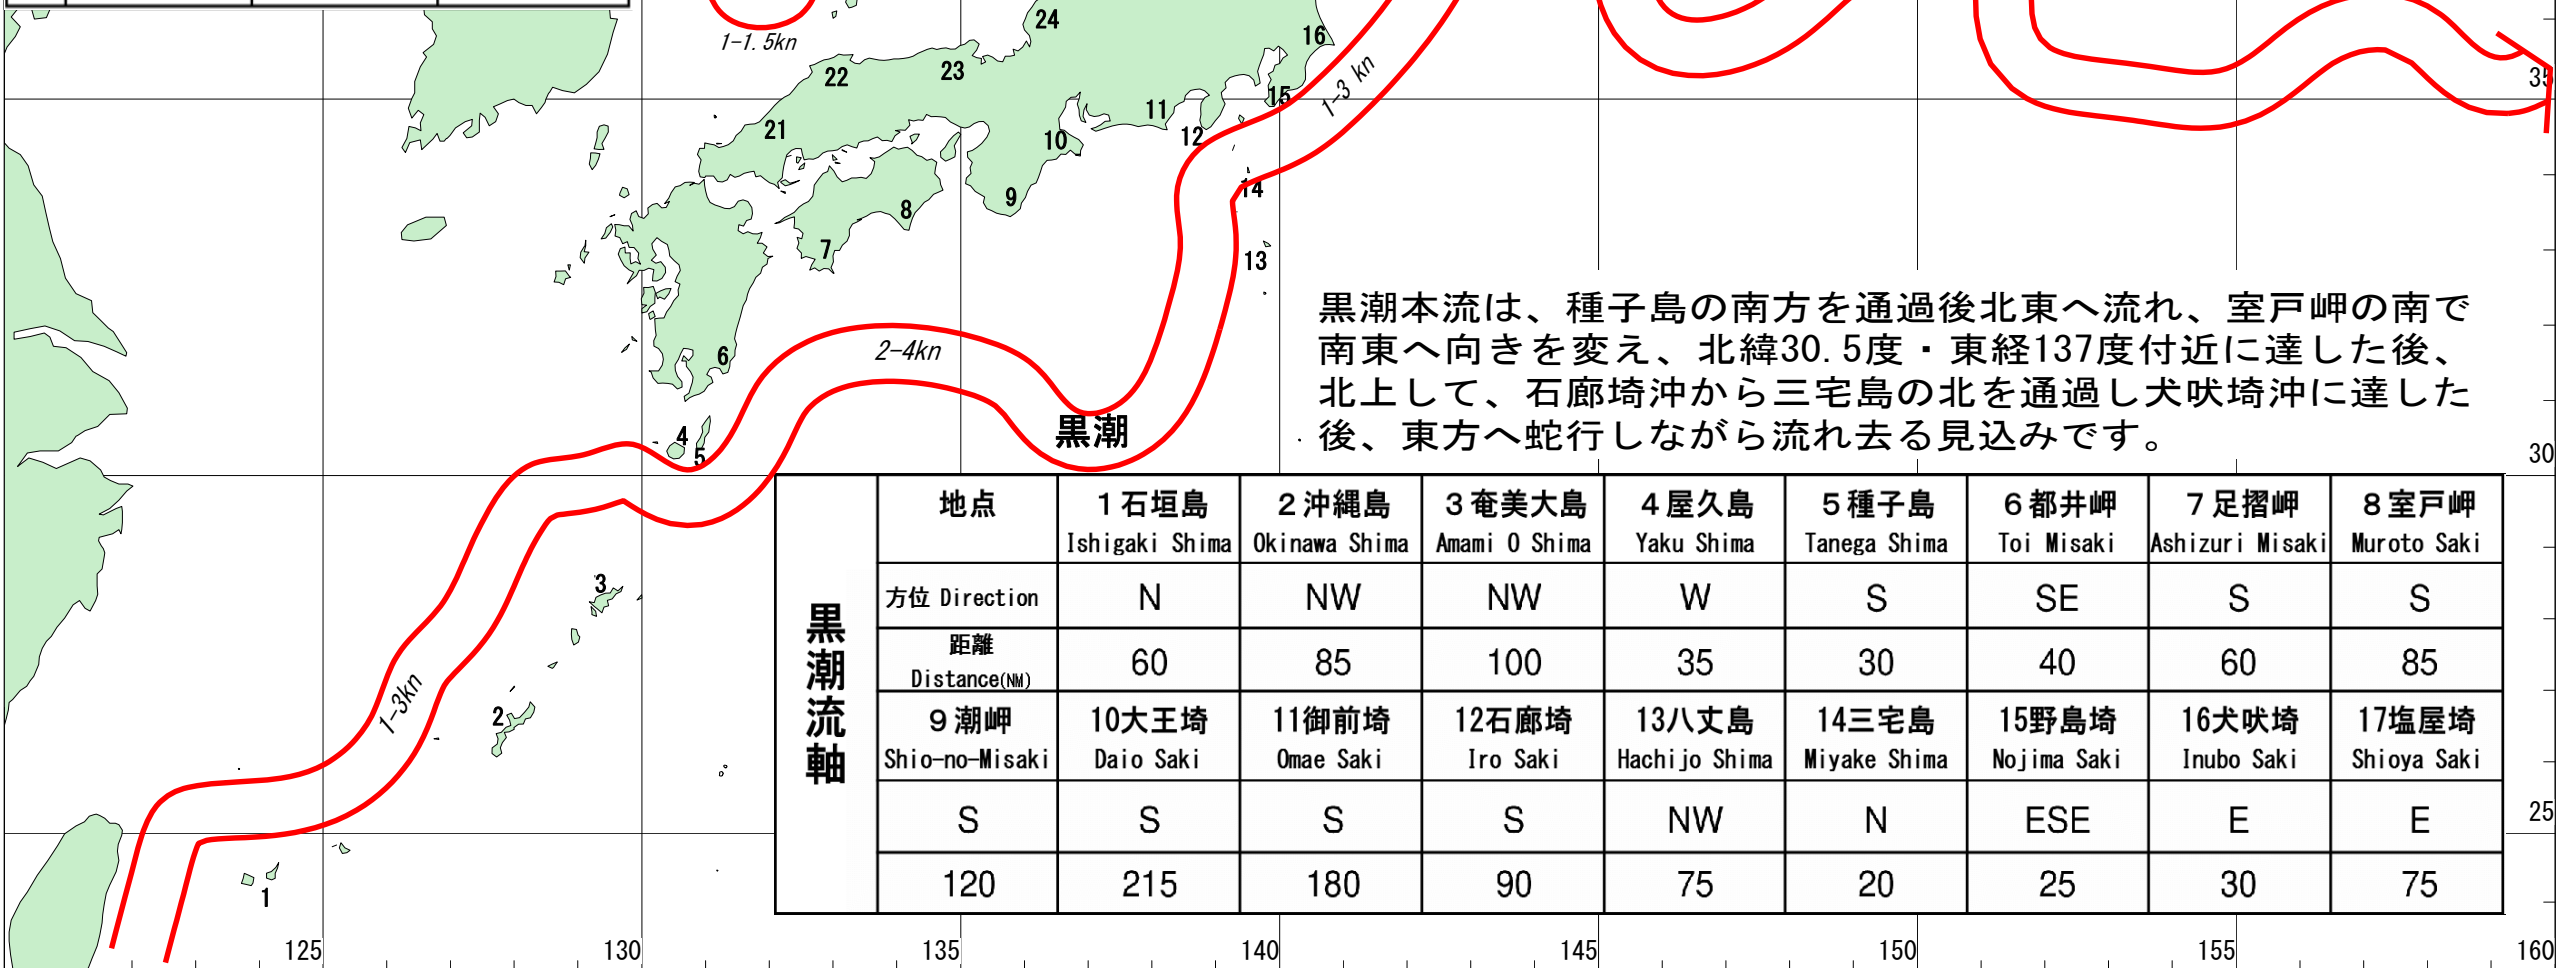 24
16
1-1.5kn
22
23
35
15
1-3 kn
11
21
10
12
14
9
8
7
13
黒潮本流は、種子島の南方を通過後北東へ流れ、室戸岬の南で
南東へ向きを変え、北緯30.5度・東経137度付近に達した後、
北上して、石廊埼沖から三宅島の北を通過し犬吠埼沖に達した
後、東方へ蛇行しながら流れ去る見込みです。
6
2-4kn
黒潮
4
5
30
3
1-3kn
2
1
黒潮流軸
地点 1石垣島 2沖縄島 3奄美大島 4屋久島 5種子島 6都井岬 7足摺岬 8室戸岬
Ishigaki Shima Okinawa Shima Amami O Shima Yaku Shima Tanega Shima Toi Misaki Ashizuri Misaki Muroto Saki
方位 Direction N NW NW W S SE S S
距離
Distance(NM) 60 85 100 35 30 40 60 85
9潮岬 10大王埼 11御前埼 12石廊埼 13八丈島 14三宅島 15野島埼 16犬吠埼 17塩屋埼
Shio-no-Misaki Daio Saki Omae Saki Iro Saki Hachijo Shima Miyake Shima Nojima Saki Inubo Saki Shioya Saki
S S S S NW N ESE E E
120 215 180 90 75 20 25 30 75
25
125 130 135 140 145 150 155 160